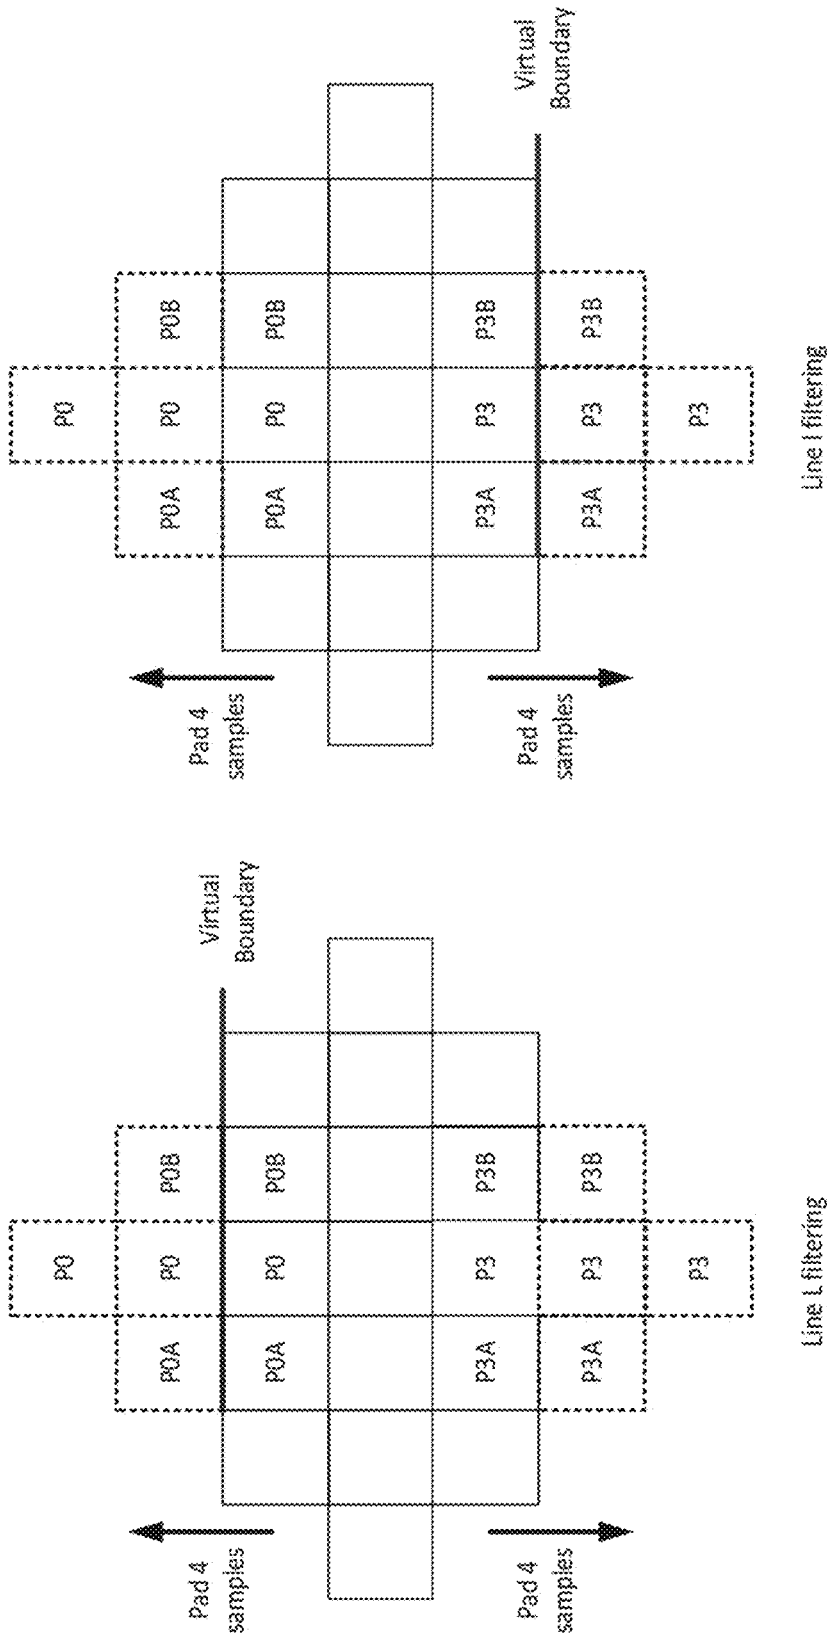 P0
P0A P0 P0B
Pad 4
samples
Virtual
Boundary
P0A P0 P0B
P3A P3 P3B
Pad 4
samples
P3A P3 P3B
P3
Line L filtering
P0
P0A P0 P0B
Pad 4
samples
P0A P0 P0B
P3A P3 P3B
Pad 4
samples
Virtual
Boundary
P3A P3 P3B
P3
Line I filtering